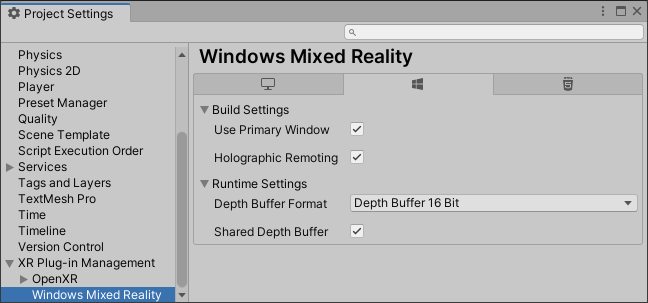 Project Settings
Physics
Physics 2D
Player
Preset Manager
Quality
Scene Template
Script Execution Order
Services
Tags and Layers
TextMesh Pro
Time
Timeline
Version Control
XR Plug-in Management
OpenXR
Windows Mixed Reality
Windows Mixed Reality
Build Settings
Use Primary Window
Holographic Remoting
Runtime Settings
Depth Buffer Format Depth Buffer 16 Bit
Shared Depth Buffer